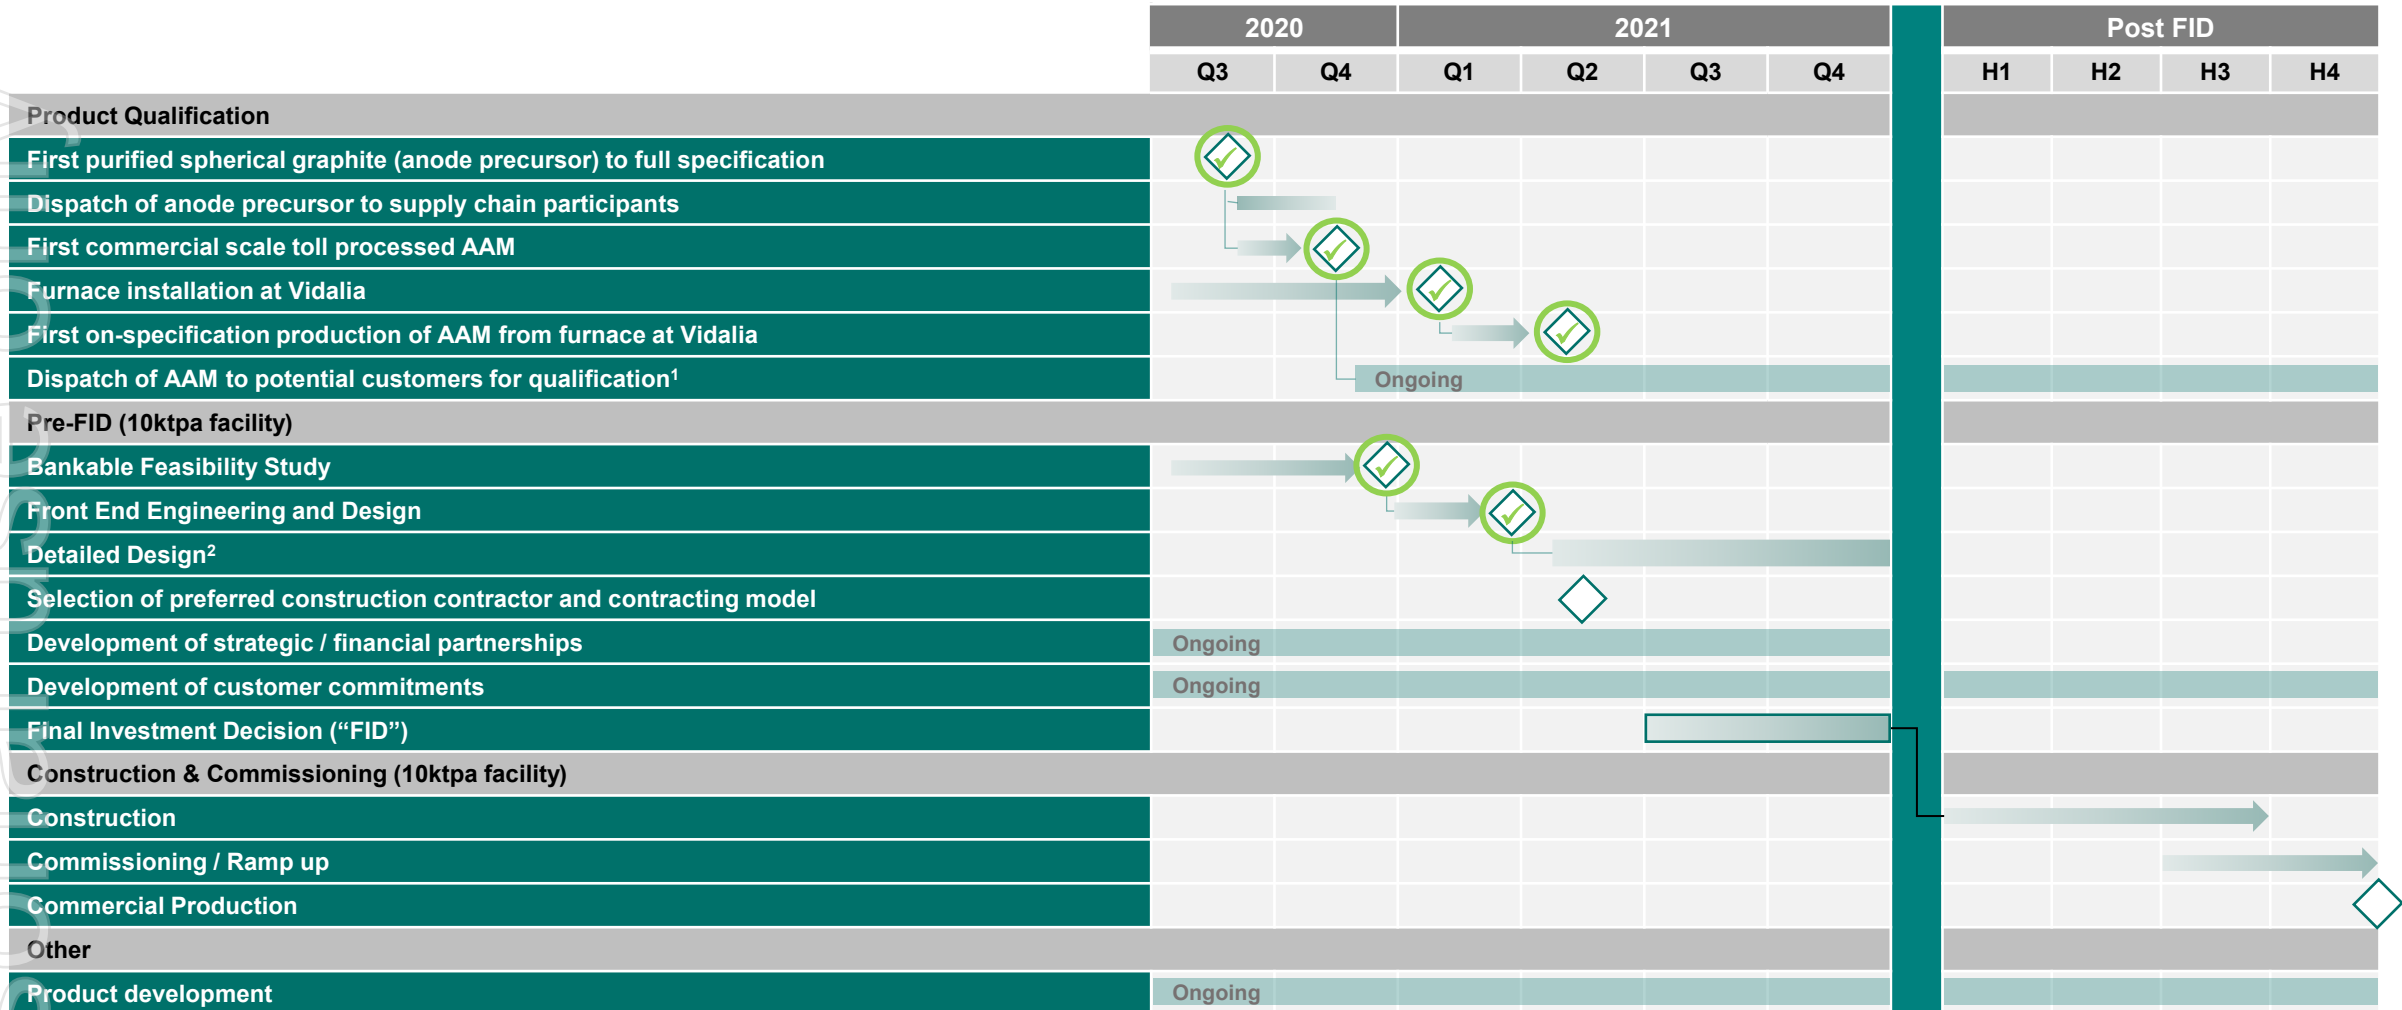 2020 2021 Post FID
Q3 Q4 Q1 Q2 Q3 Q4 H1 H2 H3 H4
Product Qualification
First purified spherical graphite (anode precursor) to full specification
Dispatch of anode precursor to supply chain participants
First commercial scale toll processed AAM
Furnace installation at Vidalia
First on-specification production of AAM from furnace at Vidalia
Dispatch of AAM to potential customers for qualification¹ Ongoing
Pre-FID (10ktpa facility)
Bankable Feasibility Study
Front End Engineering and Design
Detailed Design²
Selection of preferred construction contractor and contracting model
Development of strategic / financial partnerships Ongoing
Development of customer commitments Ongoing
Final Investment Decision (“FID”)
Construction & Commissioning (10ktpa facility)
Construction
Commissioning / Ramp up
Commercial Production
Other
Product development Ongoing